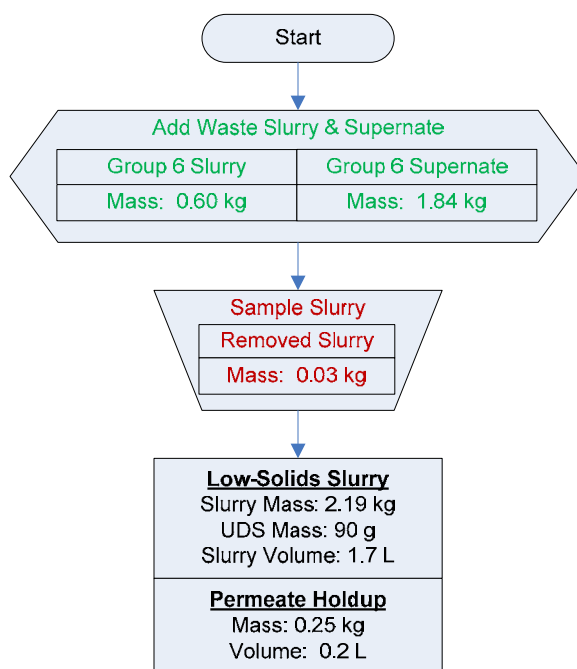 Start
Add Waste Slurry & Supernate
Group 6 Slurry
Group 6 Supernate
Mass: 0.60 kg
Mass: 1.84 kg
Sample Slurry
Removed Slurry
Mass: 0.03 kg
Low-Solids Slurry
Slurry Mass: 2.19 kg
UDS Mass: 90 g
Slurry Volume: 1.7 L
Permeate Holdup
Mass: 0.25 kg
Volume: 0.2 L